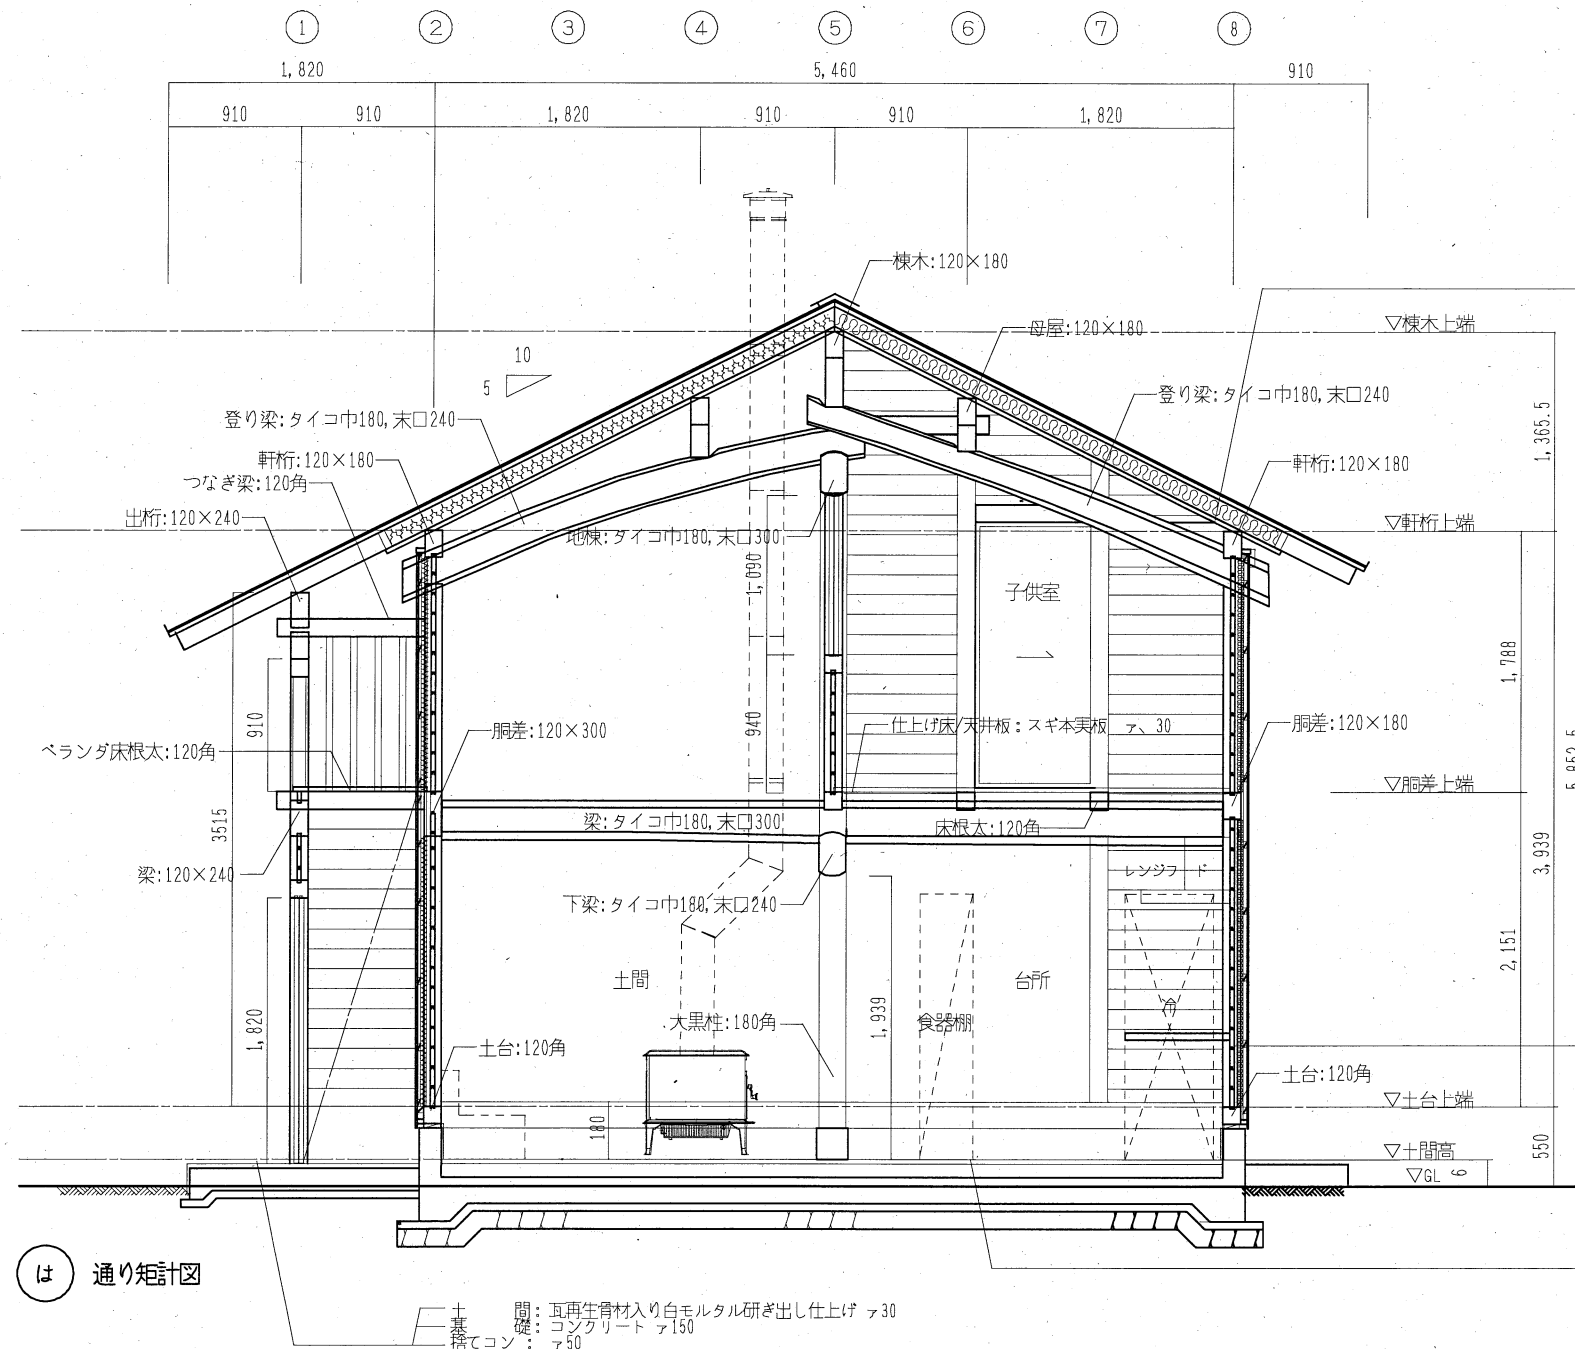 ① ② ③ ④ ⑤ ⑥ ⑦ ⑧
1,820 5,460 910
910 910 1,820 910 910 1,820
棟木:120×180
母屋:120×180
▽棟木上端
10
5
登り梁:タイコ巾180,末口240
登り梁:タイコ巾180,末口240
1,365.5
軒桁:120×180
軒桁:120×180
つなぎ梁:120角
出桁:120×240
▽軒桁上端
地棟:タイコ巾180,末口300
1,090
子供室
1,788
910
940
胴差:120×300
仕上げ床/天井板:スギ本実板 ァ、30
胴差:120×180
ベランダ床根太:120角
▽胴差上端
3515
梁:タイコ巾180,末口300
床根太:120角
3,939
梁:120×240
レンジフード
下梁:タイコ巾180,末口240
2,151
土間
台所
冷
1,820
大黒柱:180角
1,939
食器棚
土台:120角
土台:120角
▽土台上端
180
▽土間高
550
▽GL
は 通り矩計図
土間:瓦再生骨材入り白モルタル研ぎ出し仕上げ ァ30
基礎:コンクリート ァ150
捨てコン: ァ50